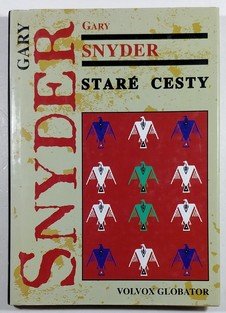 GARY
SNYDER
GARY
SNYDER
STARÉ CESTY
VOLVOX GLOBATOR